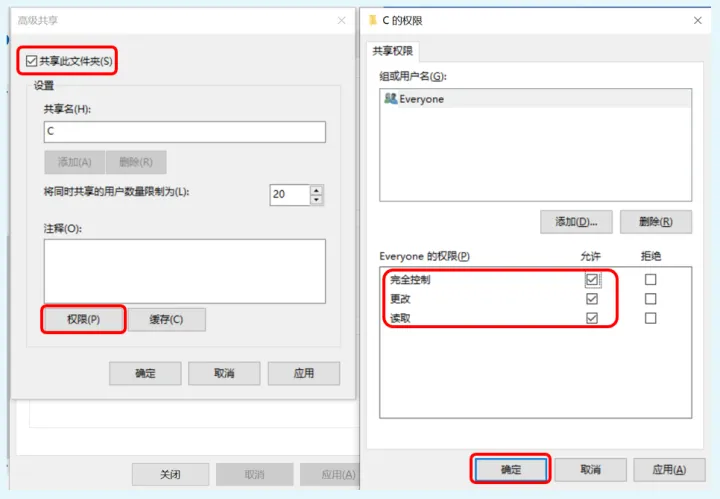 高级共享
共享此文件夹(S)
设置
共享名(H):
C
添加(A)
删除(R)
将同时共享的用户数量限制为(L):
20
注释(O):
权限(P)
缓存(C)
确定
取消
应用
关闭
取消
应用(A)
C 的权限
共享权限
组或用户名(G):
Everyone
添加(D)...
删除(R)
Everyone 的权限(P)
允许
拒绝
完全控制
更改
读取
确定
取消
应用(A)